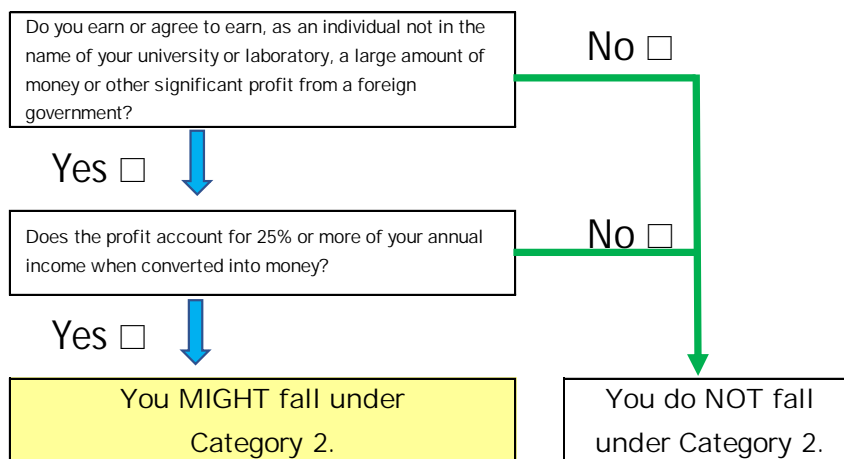 Do you earn or agree to earn, as an individual not in
the name of your university or laboratory, a large amount of
money or other significant profit from a foreign
government?
No □
Yes □
Does the profit account for 25% or more of your annual
income when converted into money?
No □
Yes □
You MIGHT fall under
Category 2.
You do NOT fall
under Category 2.